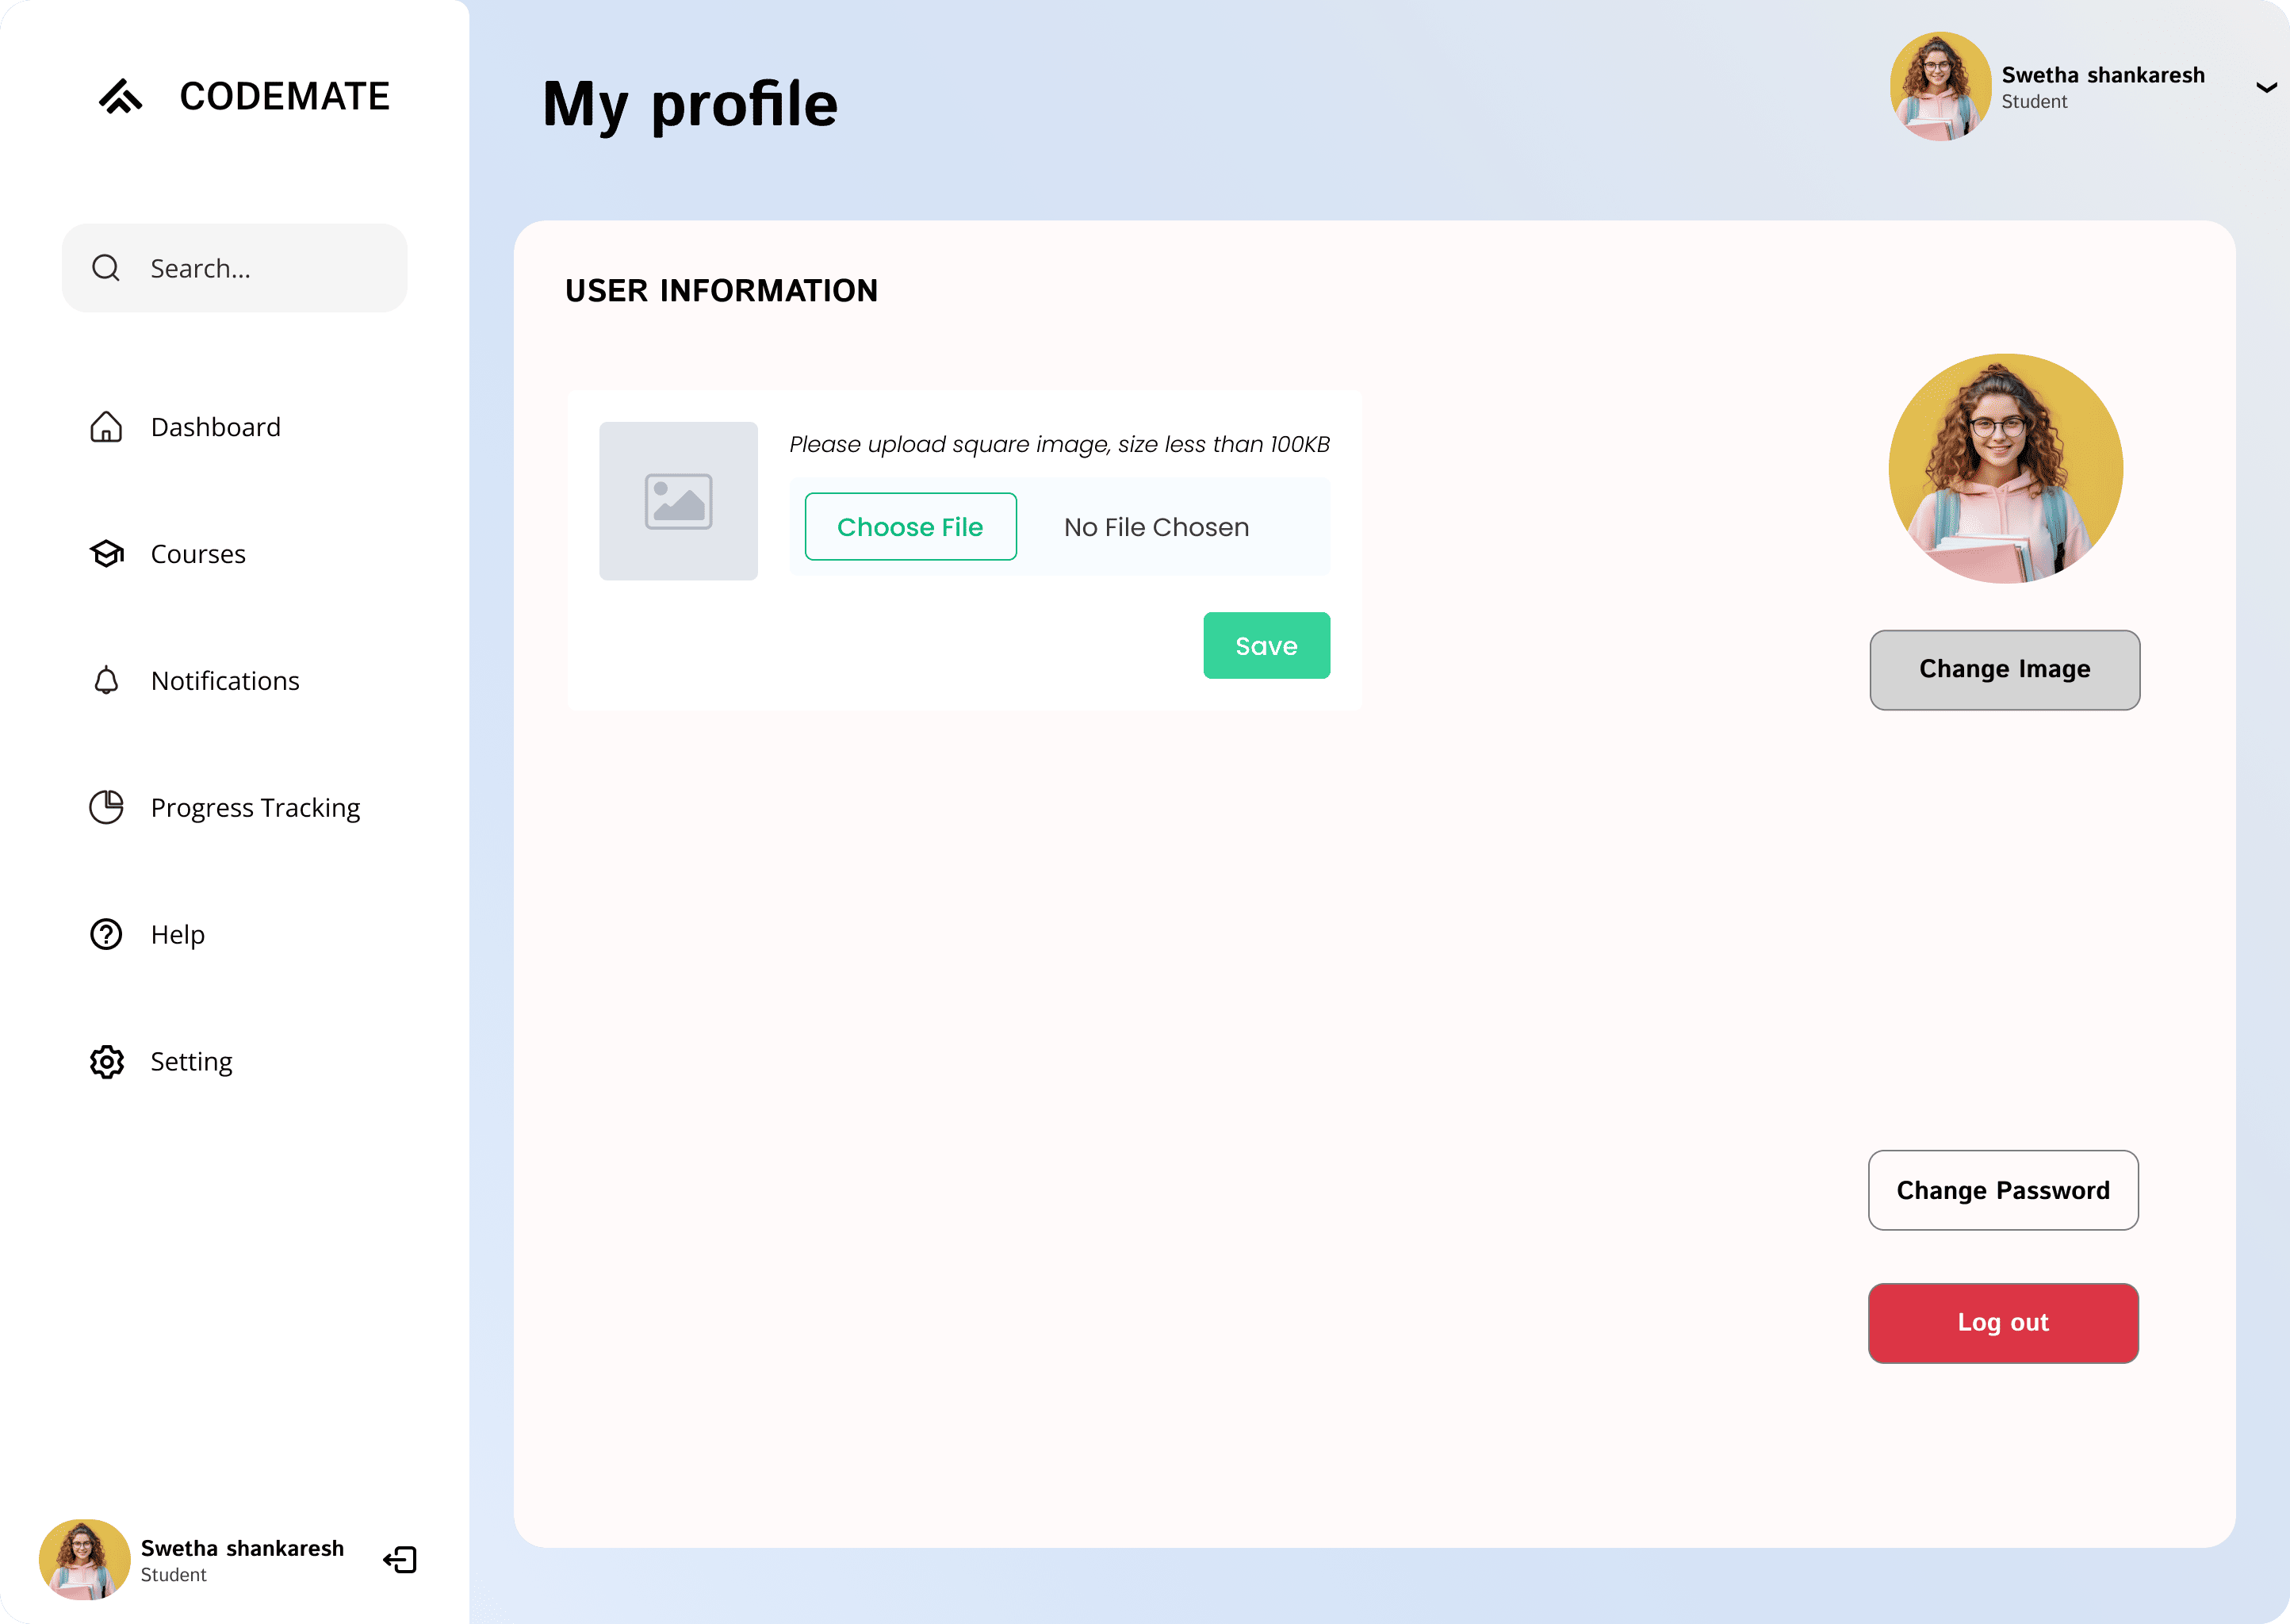 CODEMATE
Search...
Dashboard
Courses
Notifications
Progress Tracking
Help
Setting
Swetha shankaresh
Student
My profile
Swetha shankaresh
Student
USER INFORMATION
Please upload square image, size less than 100KB
Choose File
No File Chosen
Save
Change Image
Change Password
Log out